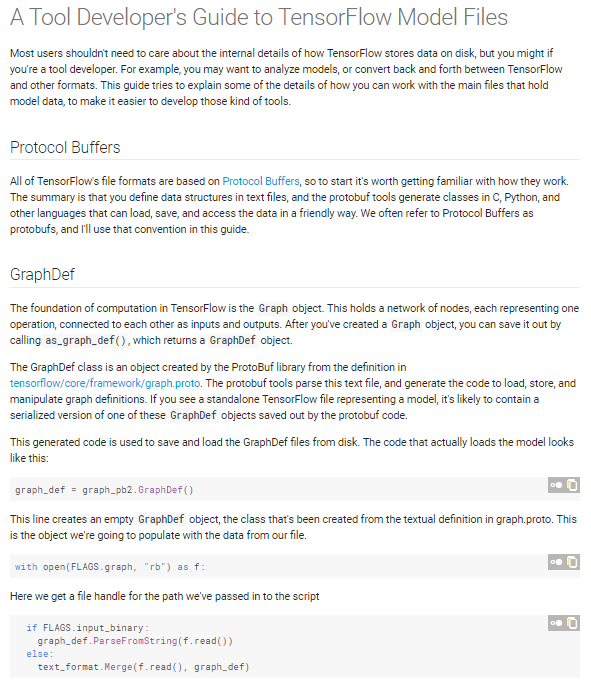 A Tool Developer's Guide to TensorFlow Model Files
Most users shouldn't need to care about the internal details of how TensorFlow stores data on disk, but you might if
you're a tool developer. For example, you may want to analyze models, or convert back and forth between TensorFlow
and other formats. This guide tries to explain some of the details of how you can work with the main files that hold
model data, to make it easier to develop those kind of tools.
Protocol Buffers
All of TensorFlow's file formats are based on Protocol Buffers, so to start it's worth getting familiar with how they work.
The summary is that you define data structures in text files, and the protobuf tools generate classes in C, Python, and
other languages that can load, save, and access the data in a friendly way. We often refer to Protocol Buffers as
protobufs, and I'll use that convention in this guide.
GraphDef
The foundation of computation in TensorFlow is the Graph object. This holds a network of nodes, each representing one
operation, connected to each other as inputs and outputs. After you've created a Graph object, you can save it out by
calling as_graph_def(), which returns a GraphDef object.
The GraphDef class is an object created by the ProtoBuf library from the definition in
tensorflow/core/framework/graph.proto. The protobuf tools parse this text file, and generate the code to load, store, and
manipulate graph definitions. If you see a standalone TensorFlow file representing a model, it's likely to contain a
serialized version of one of these GraphDef objects saved out by the protobuf code.
This generated code is used to save and load the GraphDef files from disk. The code that actually loads the model looks
like this:
graph_def = graph_pb2.GraphDef()
This line creates an empty GraphDef object, the class that's been created from the textual definition in graph.proto. This
is the object we're going to populate with the data from our file.
with open(FLAGS.graph, "rb") as f:
Here we get a file handle for the path we've passed in to the script
if FLAGS.input_binary:
graph_def.ParseFromString(f.read())
else:
text_format.Merge(f.read(), graph_def)